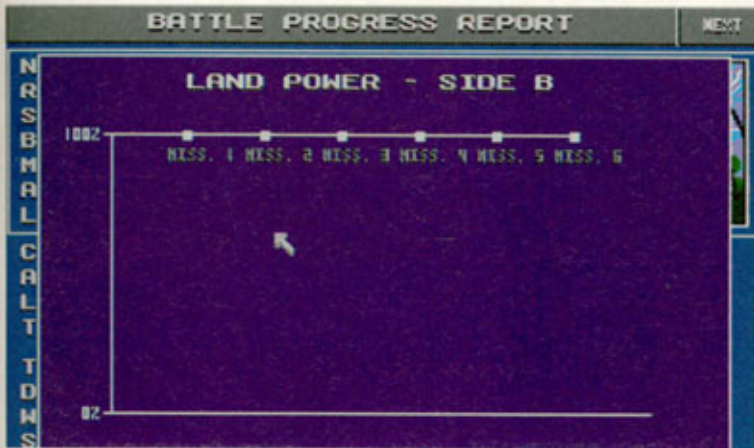 BATTLE PROGRESS REPORT
NEXT
LAND POWER - SIDE B
100%
MISS. 1 MISS. 2 MISS. 3 MISS. 4 MISS. 5 MISS. 6
0%
N
R
S
B
M
A
L
C
A
L
T
T
D
W
S